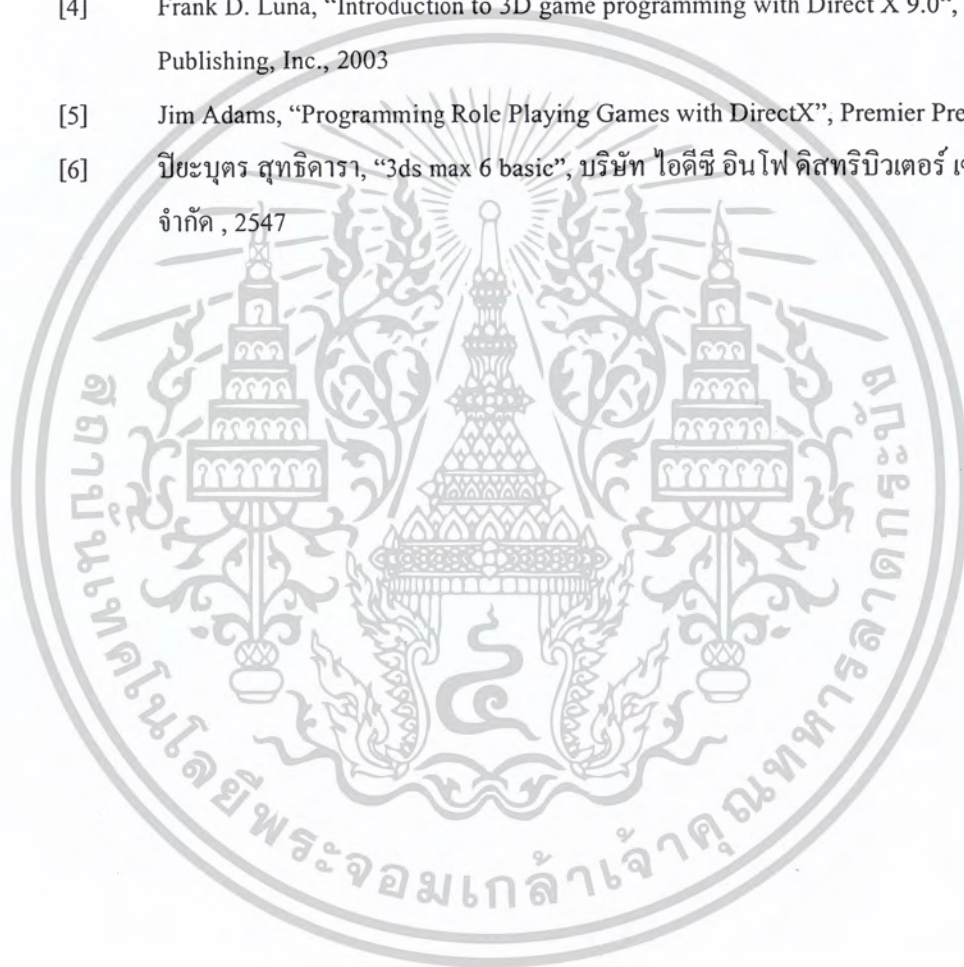 [4] Frank D. Luna, “Introduction to 3D game programming with Direct X 9.0”,
Publishing, Inc., 2003
[5] Jim Adams, “Programming Role Playing Games with DirectX”, Premier Pre
[6] ปิยะบุตร สุทธิดารา, “3ds max 6 basic”, บริษัท ไอดีซี อินโฟ ดิสทริบิวเตอร์ เ
จำกัด , 2547
สถาบันเทคโนโลยีพระจอมเกล้าเจ้าคุณทหารลาดกระบัง
๔